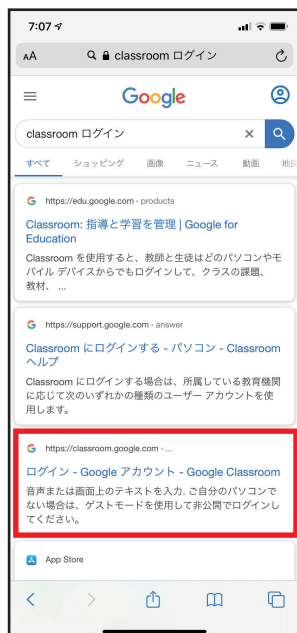 7:07
AA classroom ログイン
Google
classroom ログイン ×
すべて ショッピング 画像 ニュース 動画 地図
https://edu.google.com › products
Classroom: 指導と学習を管理 | Google for
Education
Classroom を使用すると、教師と生徒はどのパソコンやモ
バイル デバイスからでもログインして、クラスの課題、
教材、 ...
https://support.google.com › answer
Classroom にログインする - パソコン - Classroom
ヘルプ
Classroom にログインする場合は、所属している教育機関
に応じて次のいずれかの種類のユーザー アカウントを使
用します。
https://classroom.google.com › ...
ログイン - Google アカウント - Google Classroom
音声または画面上のテキストを入力. ご自分のパソコンで
ない場合は、ゲストモードを使用して非公開でログインし
てください。
App Store